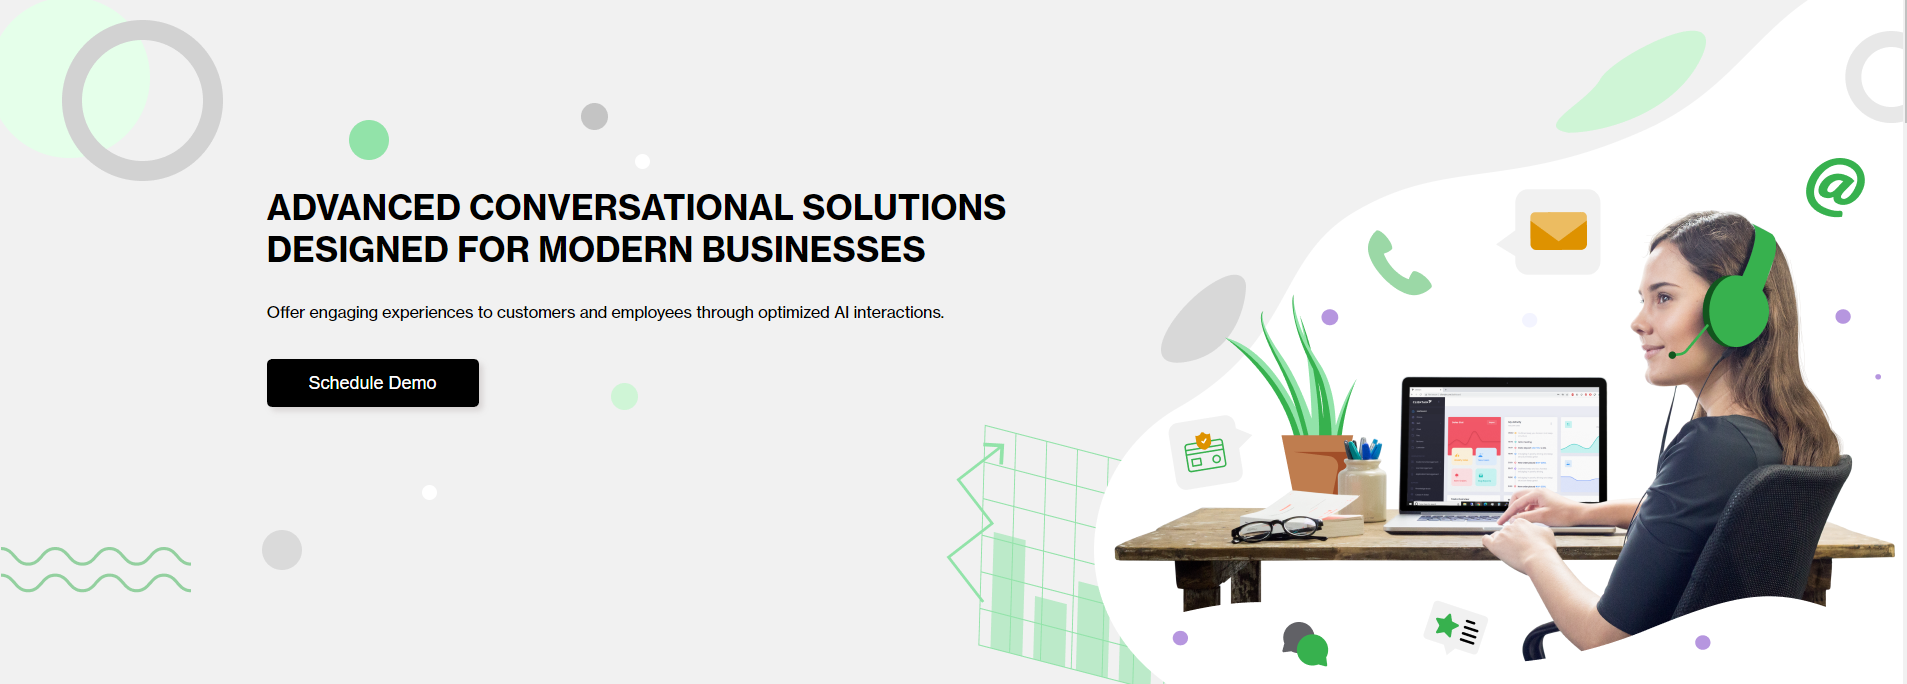 ADVANCED CONVERSATIONAL SOLUTIONS
DESIGNED FOR MODERN BUSINESSES
Offer engaging experiences to customers and employees through optimized AI interactions.
Schedule Demo
@